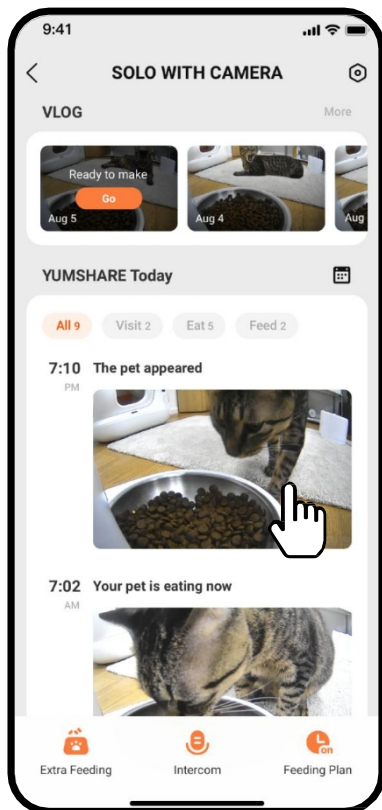 9:41
SOLO WITH CAMERA
VLOG More
Ready to make
Go
Aug 5 Aug 4 Aug
YUMSHARE Today
All 9 Visit 2 Eat 5 Feed 2
7:10 The pet appeared
PM
7:02 Your pet is eating now
AM
on
Extra Feeding Intercom Feeding Plan